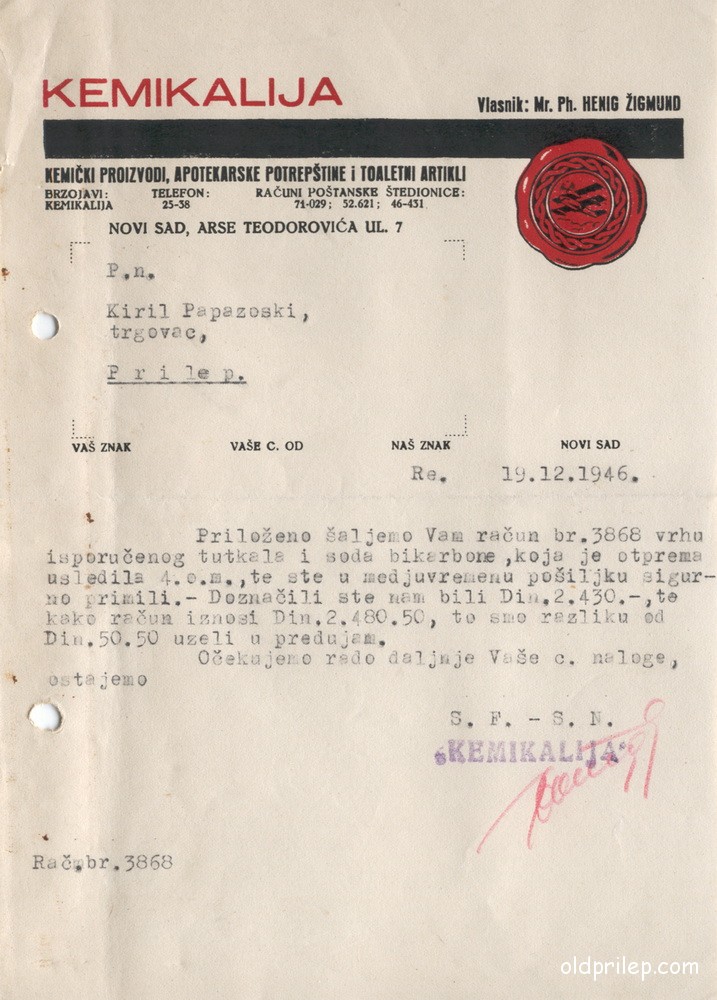 KEMIKALIJA
Vlasnik: Mr. Ph. HENIG ŽIGMUND
KEMIČKI PROIZVODI, APOTEKARSKE POTREPŠTINE i TOALETNI ARTIKLI
BRZOJAVI: TELEFON: RAČUNI POŠTANSKE ŠTEDIONICE:
KEMIKALIJA 25-38 71-029; 52.621; 46-431
NOVI SAD, ARSE TEODOROVIĆA UL. 7
P.n.
Kiril Papazoski,
trgovac,
P r i l e p.
VAŠ ZNAK VAŠE C. OD NAŠ ZNAK NOVI SAD
Re. 19.12.1946.
Priloženo šaljemo Vam račun br.3868 vrhu
isporučenog tutkala i soda bikarbone,koja je otprema
usledila 4.o.m.,te ste u medjuvremenu pošiljku sigur-
no primili.- Doznačili ste nam bili Din.2.430.-,te
kako račun iznosi Din.2.480.50, to smo razliku od
Din.50.50 uzeli u predujam.
Očekujemo rado daljnje Vaše c. naloge,
ostajemo
S. F. - S. N.
"KEMIKALIJA"
Rač.br.3868
oldprilep.com